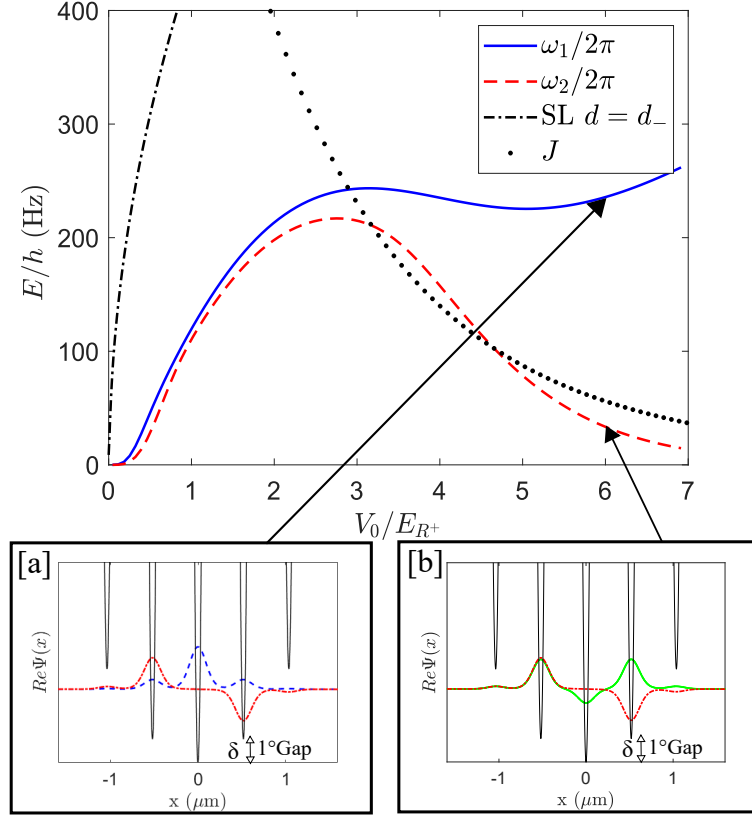 400
300
200
100
0
E/h (Hz)
ω₁/2π
ω₂/2π
SL d = d₋
J
0 1 2 3 4 5 6 7
V₀/E_{R⁺}
[a]
ReΨ(x)
δ 1°Gap
-1 0 1
x (μm)
[b]
ReΨ(x)
δ 1°Gap
-1 0 1
x (μm)